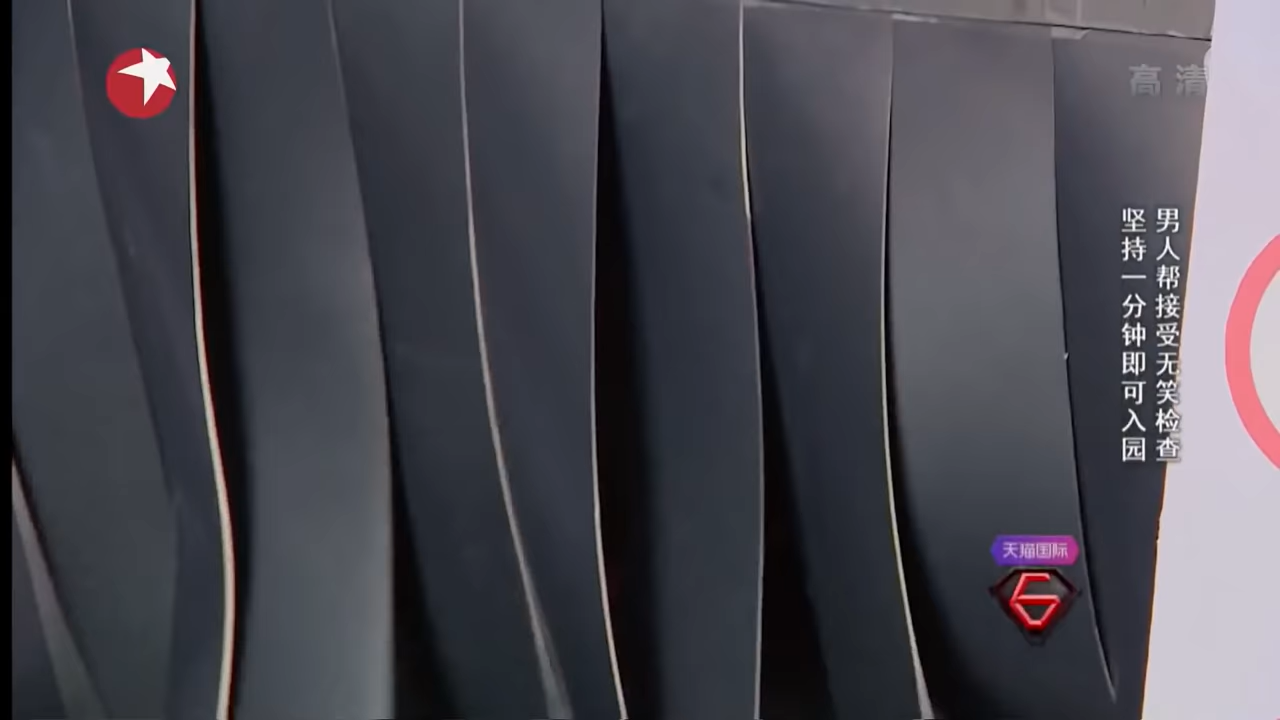 高清
男人帮接受无笑检查
坚持一分钟即可入园
天猫国际
6